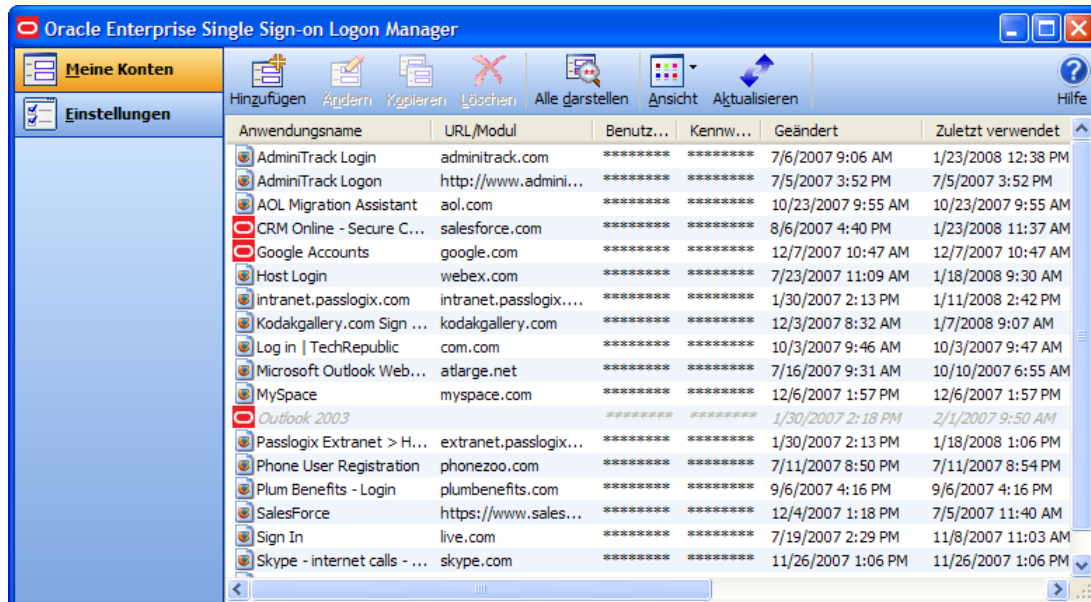 Oracle Enterprise Single Sign-on Logon Manager
Meine Konten
Einstellungen
Hinzufügen Ändern Kopieren Löschen Alle darstellen Ansicht Aktualisieren Hilfe
Anwendungsname URL/Modul Benutz... Kennw... Geändert Zuletzt verwendet
AdminiTrack Login adminitrack.com ******** ******** 7/6/2007 9:06 AM 1/23/2008 12:38 PM
AdminiTrack Logon http://www.admini... ******** ******** 7/5/2007 3:52 PM 7/5/2007 3:52 PM
AOL Migration Assistant aol.com ******** ******** 10/23/2007 9:55 AM 10/23/2007 9:55 AM
CRM Online - Secure C... salesforce.com ******** ******** 8/6/2007 4:40 PM 1/23/2008 11:37 AM
Google Accounts google.com ******** ******** 12/7/2007 10:47 AM 12/7/2007 10:47 AM
Host Login webex.com ******** ******** 7/23/2007 11:09 AM 1/18/2008 9:30 AM
intranet.passlogix.com intranet.passlogix.... ******** ******** 1/30/2007 2:13 PM 1/11/2008 2:42 PM
Kodakgallery.com Sign ... kodakgallery.com ******** ******** 12/3/2007 8:32 AM 1/7/2008 9:07 AM
Log in | TechRepublic com.com ******** ******** 10/3/2007 9:46 AM 10/3/2007 9:47 AM
Microsoft Outlook Web... atlarge.net ******** ******** 7/16/2007 9:31 AM 10/10/2007 6:55 AM
MySpace myspace.com ******** ******** 12/6/2007 1:57 PM 12/6/2007 1:57 PM
Outlook 2003 ******** ******** 1/30/2007 2:18 PM 2/1/2007 9:50 AM
Passlogix Extranet > H... extranet.passlogix... ******** ******** 1/30/2007 2:13 PM 1/18/2008 1:06 PM
Phone User Registration phonezoo.com ******** ******** 7/11/2007 8:50 PM 7/11/2007 8:54 PM
Plum Benefits - Login plumbenefits.com ******** ******** 9/6/2007 4:16 PM 9/6/2007 4:16 PM
SalesForce https://www.sales... ******** ******** 12/4/2007 1:18 PM 7/5/2007 11:40 AM
Sign In live.com ******** ******** 7/19/2007 2:29 PM 11/8/2007 11:03 AM
Skype - internet calls - ... skype.com ******** ******** 11/26/2007 1:06 PM 11/26/2007 1:06 PM